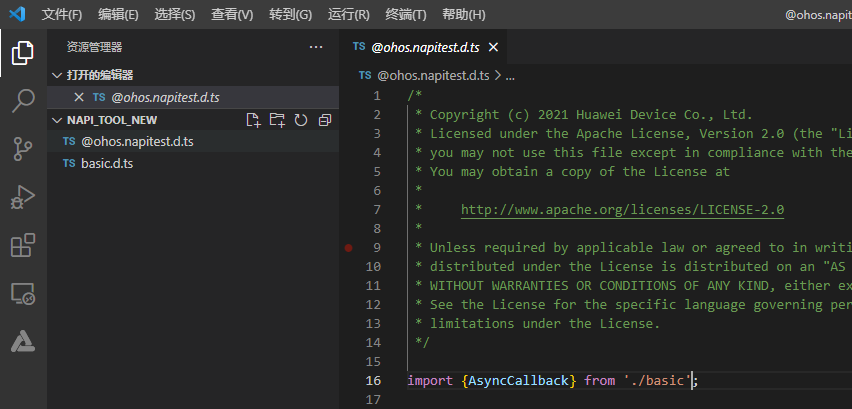 文件(F) 编辑(E) 选择(S) 查看(V) 转到(G) 运行(R) 终端(T) 帮助(H) @ohos.napit
资源管理器 ···
打开的编辑器
TS @ohos.napitest.d.ts
NAPI_TOOL_NEW
TS @ohos.napitest.d.ts
TS basic.d.ts
TS @ohos.napitest.d.ts
TS @ohos.napitest.d.ts > ...
1 /*
2 * Copyright (c) 2021 Huawei Device Co., Ltd.
3 * Licensed under the Apache License, Version 2.0 (the "Li
4 * you may not use this file except in compliance with the
5 * You may obtain a copy of the License at
6 *
7 * http://www.apache.org/licenses/LICENSE-2.0
8 *
9 * Unless required by applicable law or agreed to in writi
10 * distributed under the License is distributed on an "AS
11 * WITHOUT WARRANTIES OR CONDITIONS OF ANY KIND, either ex
12 * See the License for the specific language governing per
13 * limitations under the License.
14 */
15
16 import {AsyncCallback} from './basic';
17